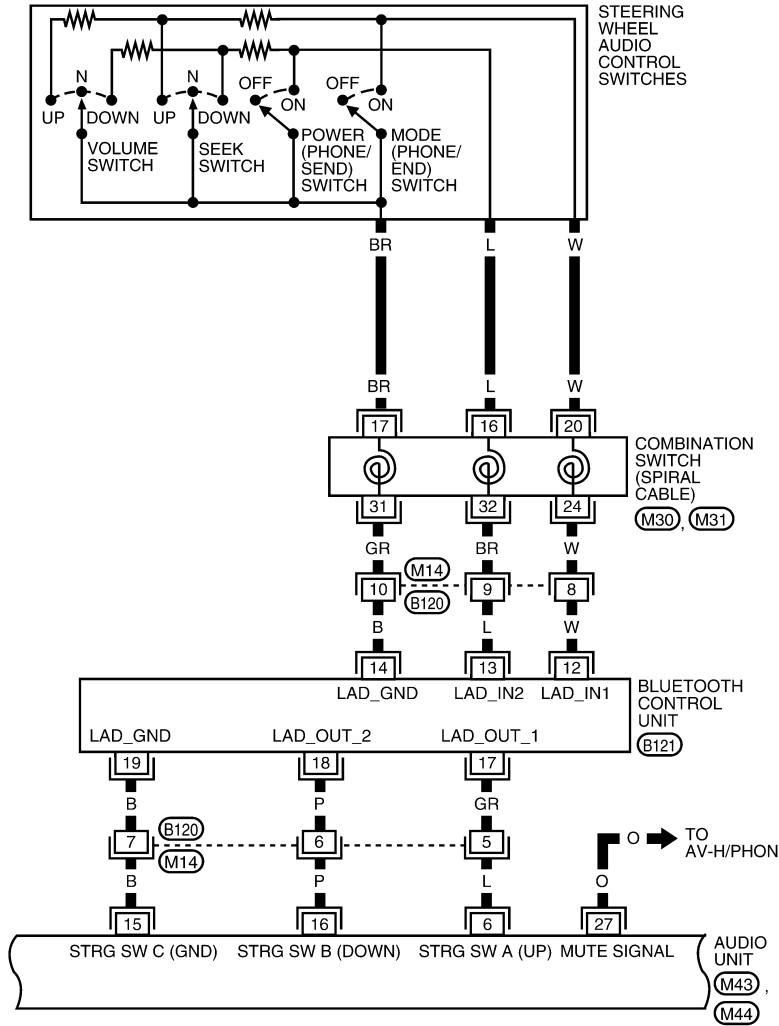 STEERING
WHEEL
AUDIO
CONTROL
SWITCHES
N
N
OFF
OFF
UP
DOWN
UP
DOWN
ON
ON
VOLUME
SWITCH
SEEK
SWITCH
POWER
(PHONE/
SEND)
SWITCH
MODE
(PHONE/
END)
SWITCH
BR
L
W
BR
L
W
17
16
20
COMBINATION
SWITCH
(SPIRAL
CABLE)
M30 , M31
31
32
24
GR
BR
W
M14
10
9
8
B120
B
L
W
14
13
12
LAD_GND
LAD_IN2
LAD_IN1
BLUETOOTH
CONTROL
UNIT
B121
LAD_GND
LAD_OUT_2
LAD_OUT_1
19
18
17
B
P
GR
B120
7
6
5
M14
O
TO
AV-H/PHON
B
P
L
O
15
16
6
27
STRG SW C (GND)
STRG SW B (DOWN)
STRG SW A (UP)
MUTE SIGNAL
AUDIO
UNIT
M43 ,
M44